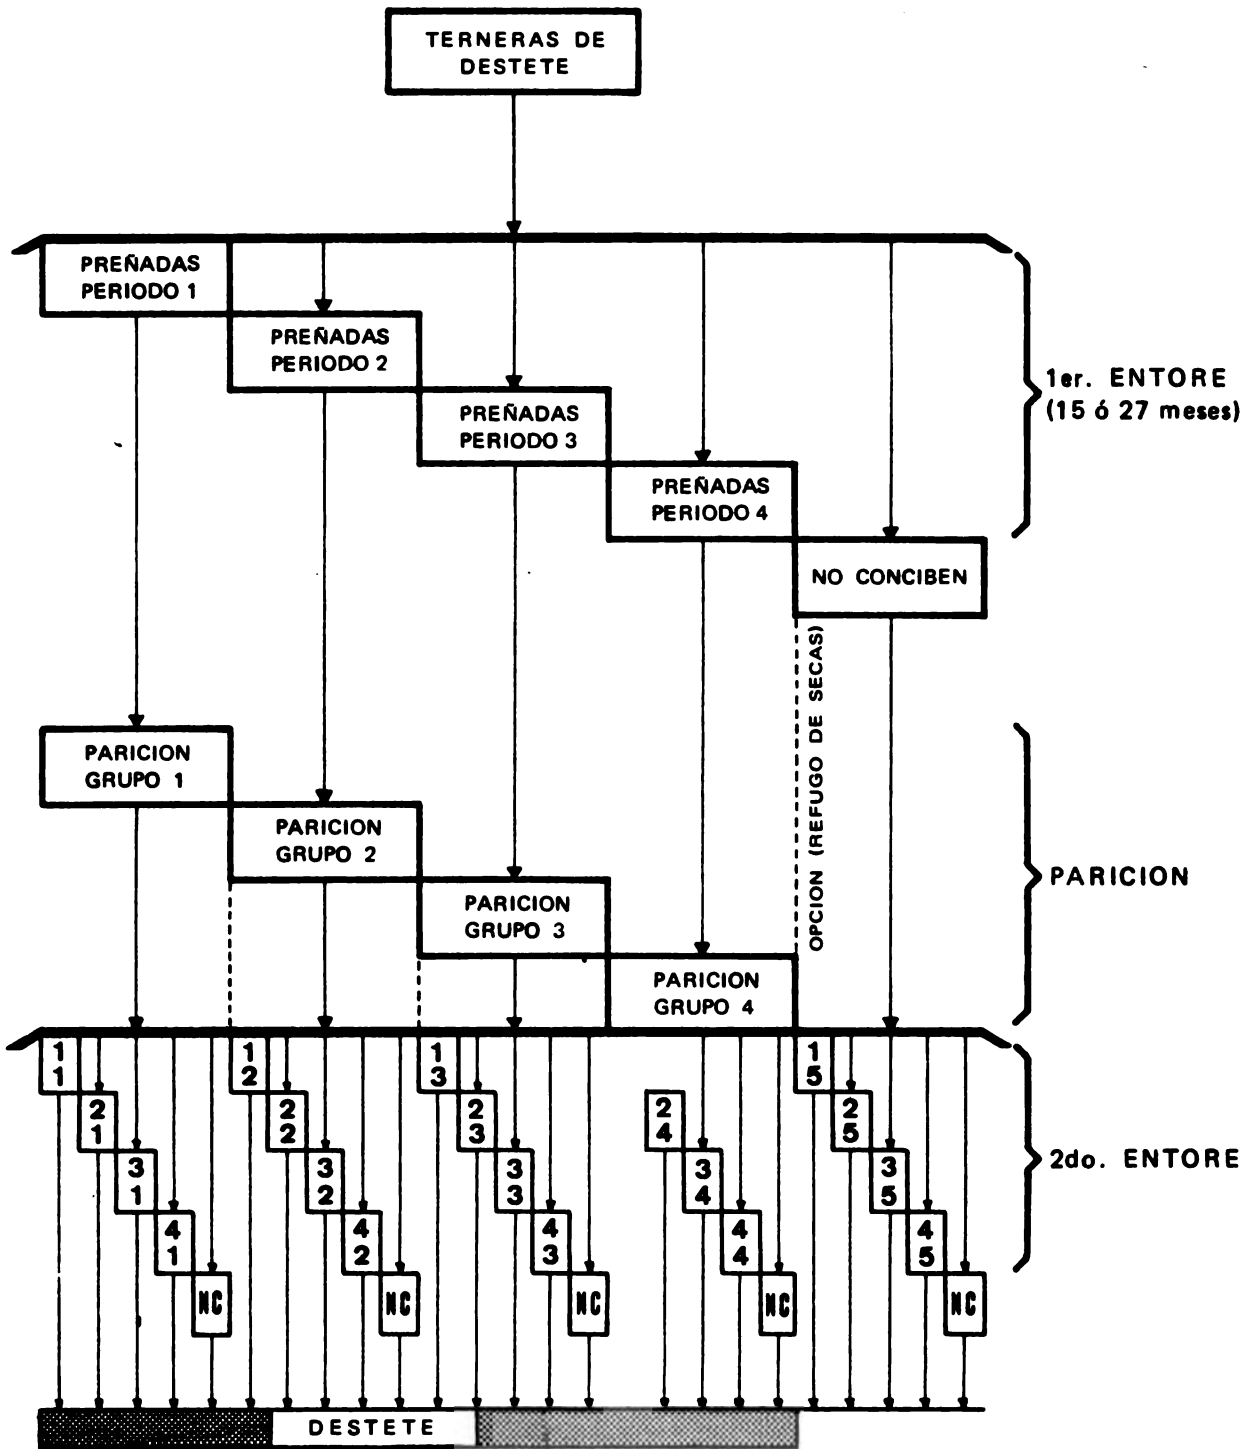 TERNERAS DE
DESTETE
PREÑADAS
PERIODO 1
PREÑADAS
PERIODO 2
PREÑADAS
PERIODO 3
PREÑADAS
PERIODO 4
NO CONCIBEN
1er. ENTORE
(15 ó 27 meses)
OPCION (REFUGO DE SECAS)
PARICION
GRUPO 1
PARICION
GRUPO 2
PARICION
GRUPO 3
PARICION
GRUPO 4
PARICION
1
1
2
1
3
1
4
1
NC
1
2
2
2
3
2
4
2
NC
1
3
2
3
3
3
4
3
NC
2
4
3
4
4
4
NC
1
5
2
5
3
5
4
5
NC
2do. ENTORE
DESTETE